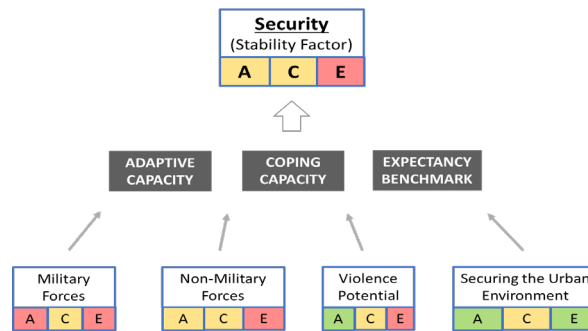 Security
(Stability Factor)
A C E
ADAPTIVE CAPACITY
COPING CAPACITY
EXPECTANCY BENCHMARK
Military Forces
A C E
Non-Military Forces
A C E
Violence Potential
A C E
Securing the Urban Environment
A C E